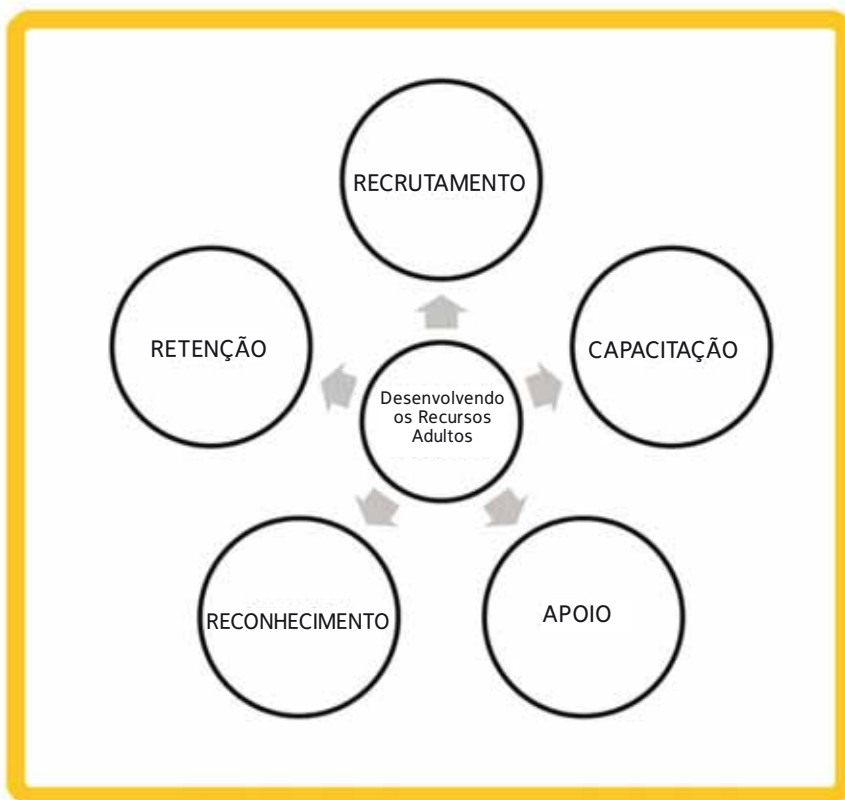 RECRUTAMENTO
RETENÇÃO
CAPACITAÇÃO
Desenvolvendo
os Recursos
Adultos
RECONHECIMENTO
APOIO